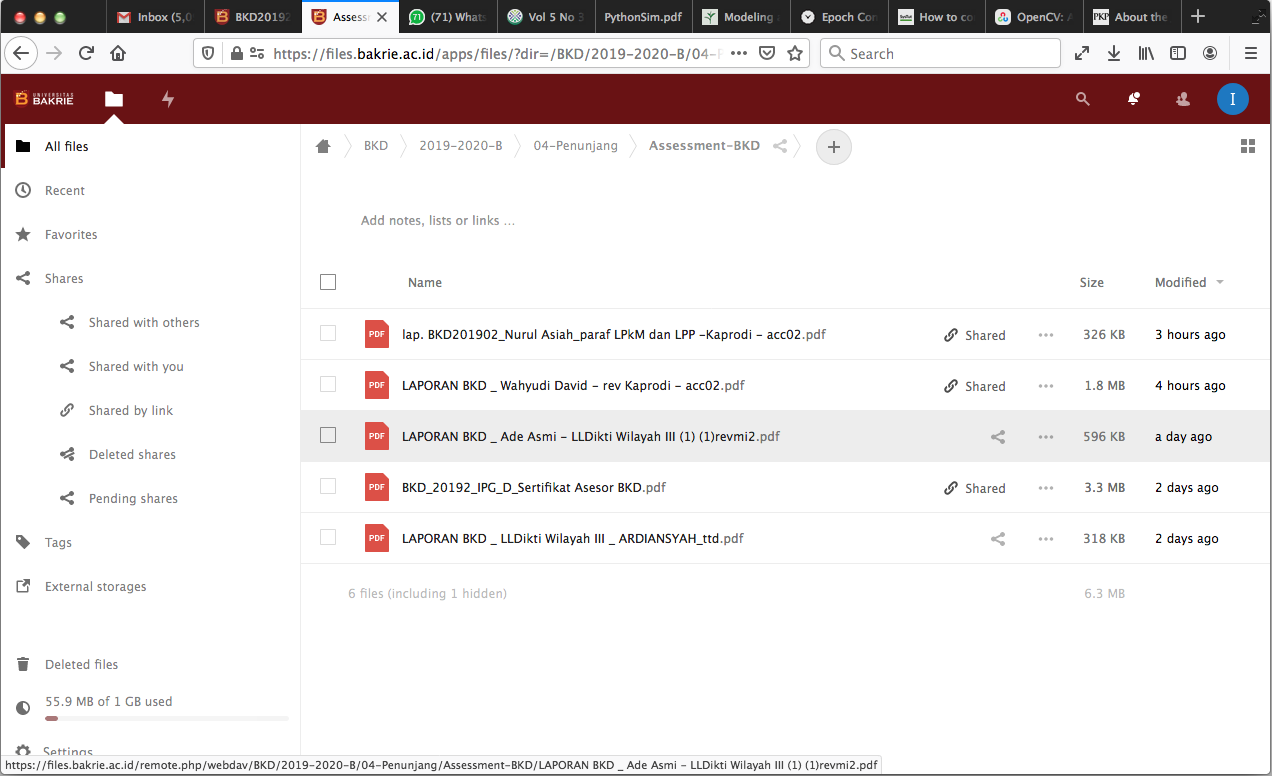 Inbox (5,0
BKD20192
Assess
(71) Whats
Vol 5 No 3
PythonSim.pdf
Modeling
Epoch Con
How to co
OpenCV: A
PKP
About the
https://files.bakrie.ac.id/apps/files/?dir=/BKD/2019-2020-B/04-P
Search
UNIVERSITAS
BAKRIE
I
All files
Recent
Favorites
Shares
Shared with others
Shared with you
Shared by link
Deleted shares
Pending shares
Tags
External storages
Deleted files
55.9 MB of 1 GB used
Settings
BKD
2019-2020-B
04-Penunjang
Assessment-BKD
+
Add notes, lists or links ...
Name Size Modified
PDF lap. BKD201902_Nurul Asiah_paraf LPkM dan LPP -Kaprodi - acc02.pdf Shared 326 KB 3 hours ago
PDF LAPORAN BKD _ Wahyudi David - rev Kaprodi - acc02.pdf Shared 1.8 MB 4 hours ago
PDF LAPORAN BKD _ Ade Asmi - LLDikti Wilayah III (1) (1)revmi2.pdf 596 KB a day ago
PDF BKD_20192_IPG_D_Sertifikat Asesor BKD.pdf Shared 3.3 MB 2 days ago
PDF LAPORAN BKD _ LLDikti Wilayah III _ ARDIANSYAH_ttd.pdf 318 KB 2 days ago
6 files (including 1 hidden) 6.3 MB
https://files.bakrie.ac.id/remote.php/webdav/BKD/2019-2020-B/04-Penunjang/Assessment-BKD/LAPORAN BKD _ Ade Asmi - LLDikti Wilayah III (1) (1)revmi2.pdf